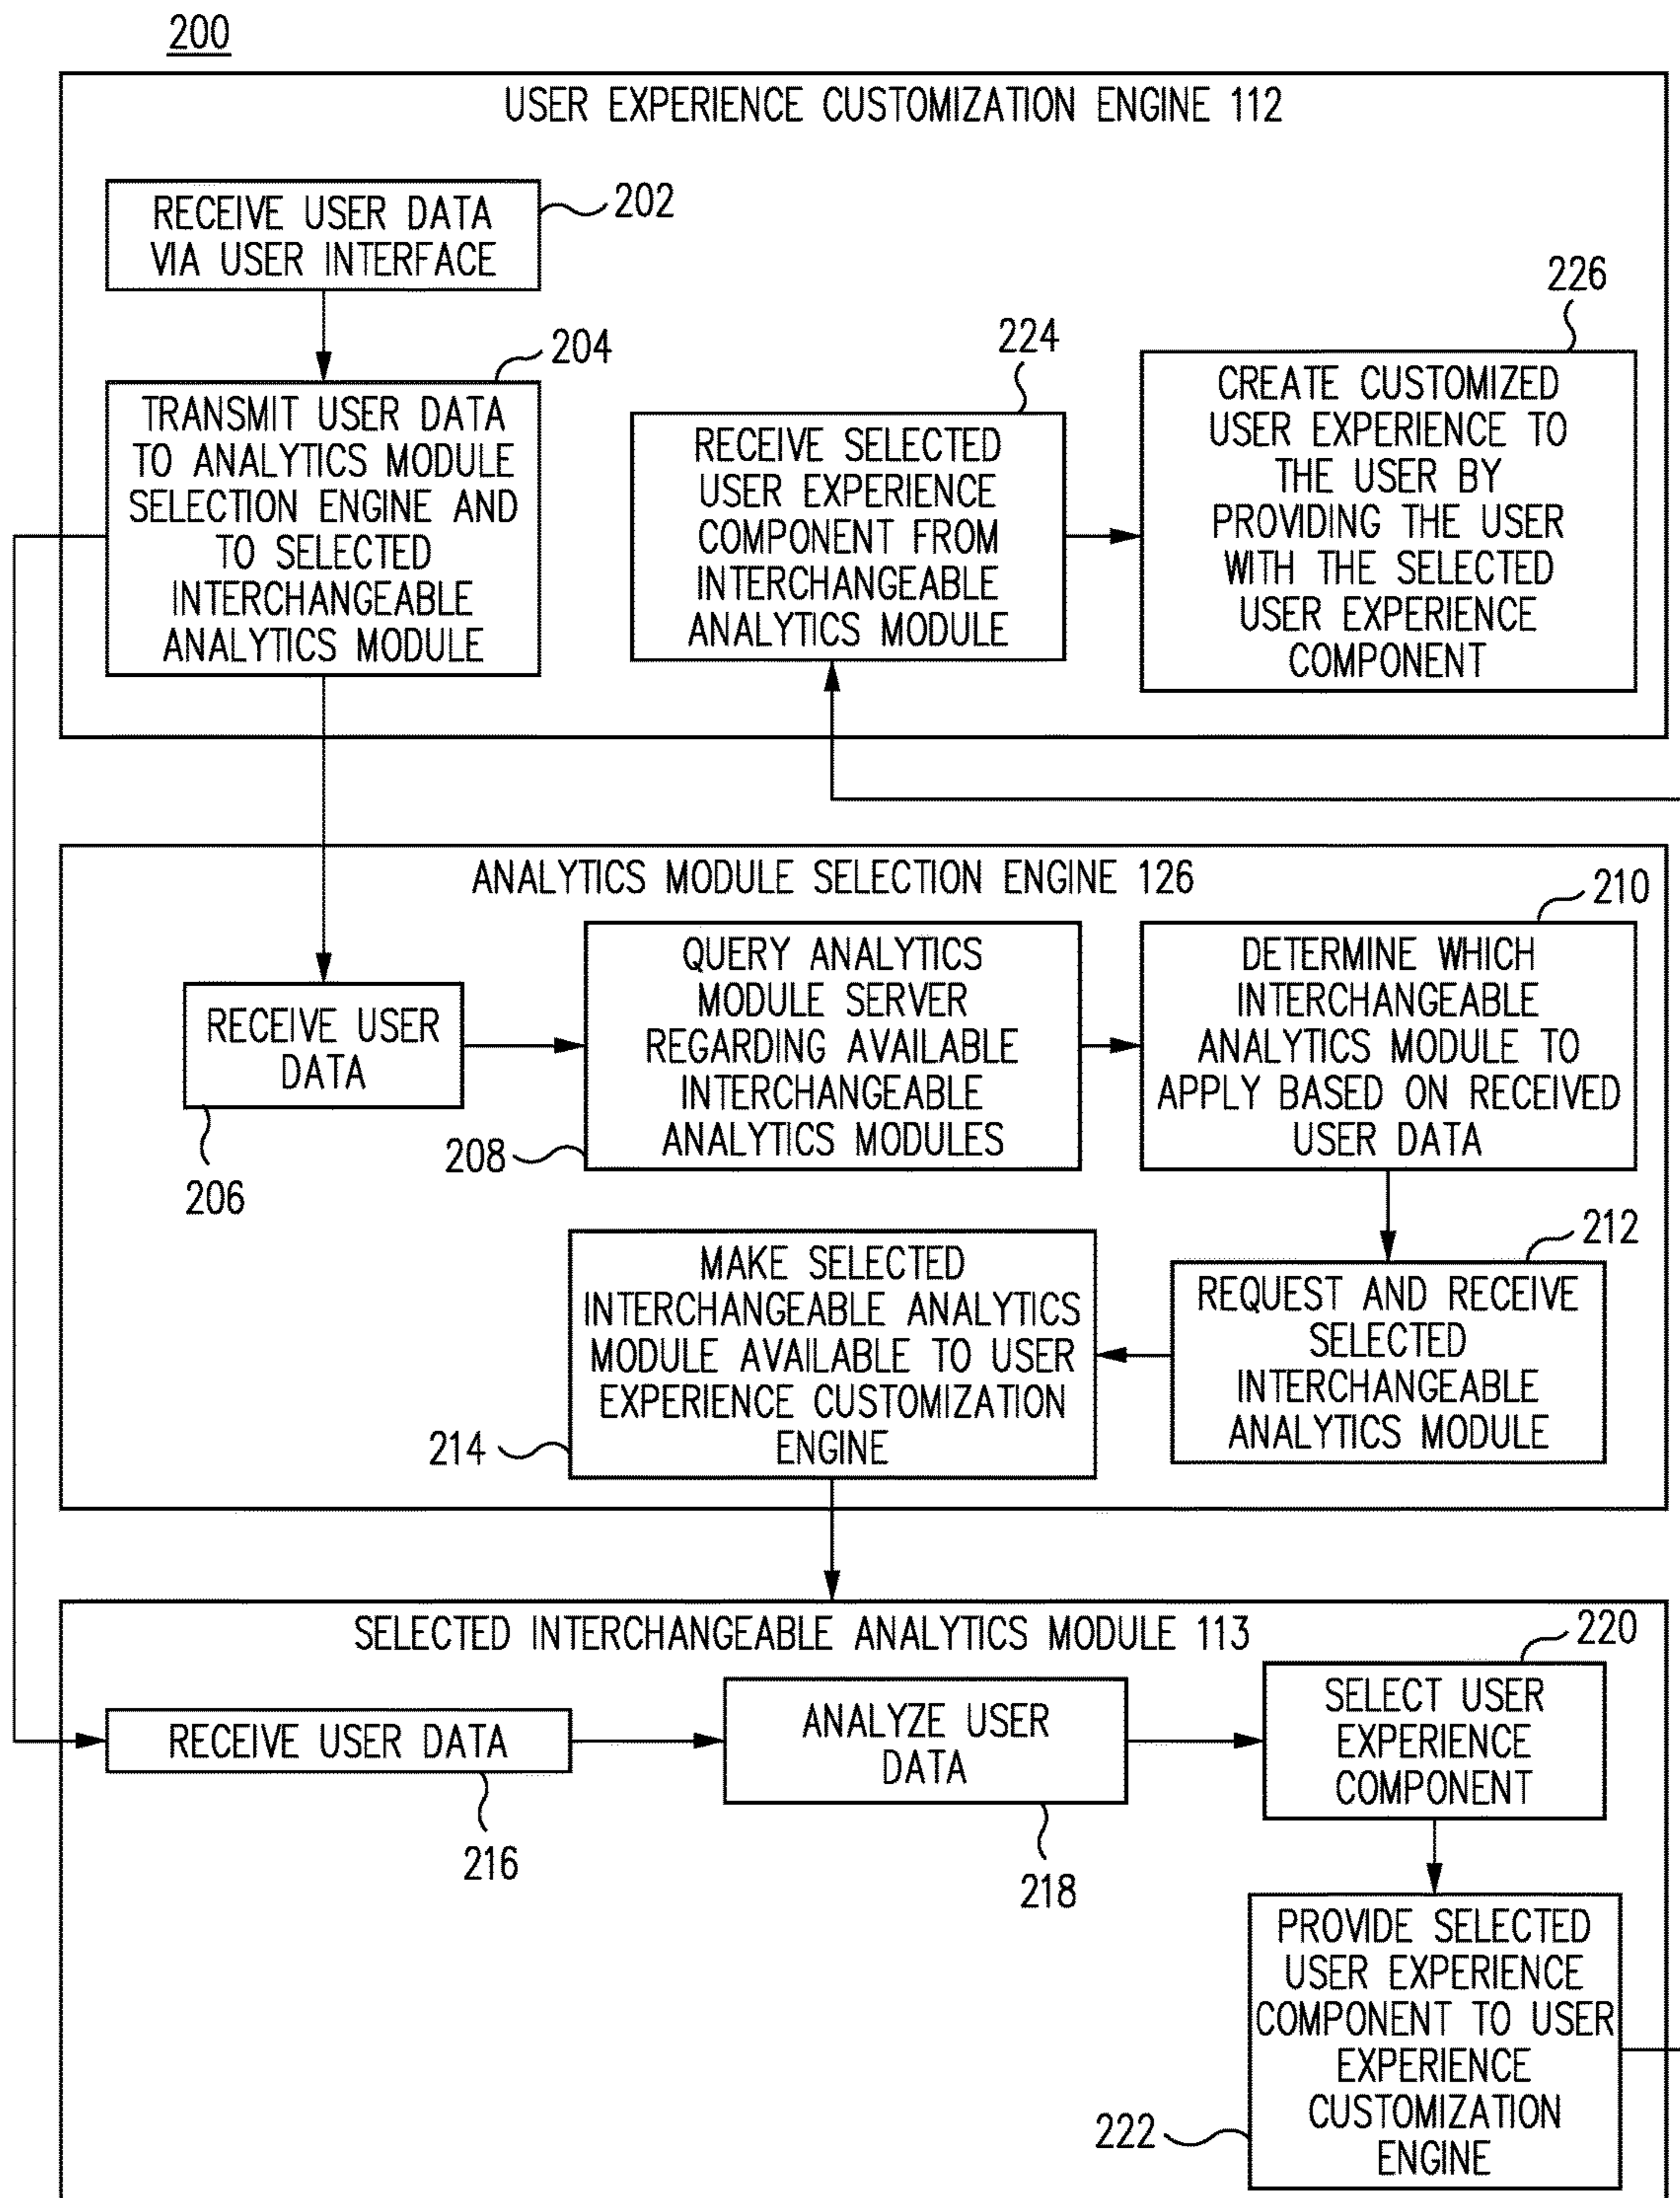 200
USER EXPERIENCE CUSTOMIZATION ENGINE 112
RECEIVE USER DATA
VIA USER INTERFACE
202
TRANSMIT USER DATA
TO ANALYTICS MODULE
SELECTION ENGINE AND
TO SELECTED
INTERCHANGEABLE
ANALYTICS MODULE
204
RECEIVE SELECTED
USER EXPERIENCE
COMPONENT FROM
INTERCHANGEABLE
ANALYTICS MODULE
224
CREATE CUSTOMIZED
USER EXPERIENCE TO
THE USER BY
PROVIDING THE USER
WITH THE SELECTED
USER EXPERIENCE
COMPONENT
226
ANALYTICS MODULE SELECTION ENGINE 126
RECEIVE USER
DATA
206
QUERY ANALYTICS
MODULE SERVER
REGARDING AVAILABLE
INTERCHANGEABLE
ANALYTICS MODULES
208
DETERMINE WHICH
INTERCHANGEABLE
ANALYTICS MODULE TO
APPLY BASED ON RECEIVED
USER DATA
210
REQUEST AND RECEIVE
SELECTED
INTERCHANGEABLE
ANALYTICS MODULE
212
MAKE SELECTED
INTERCHANGEABLE ANALYTICS
MODULE AVAILABLE TO USER
EXPERIENCE CUSTOMIZATION
ENGINE
214
SELECTED INTERCHANGEABLE ANALYTICS MODULE 113
RECEIVE USER DATA
216
ANALYZE USER
DATA
218
SELECT USER
EXPERIENCE
COMPONENT
220
PROVIDE SELECTED
USER EXPERIENCE
COMPONENT TO USER
EXPERIENCE
CUSTOMIZATION
ENGINE
222